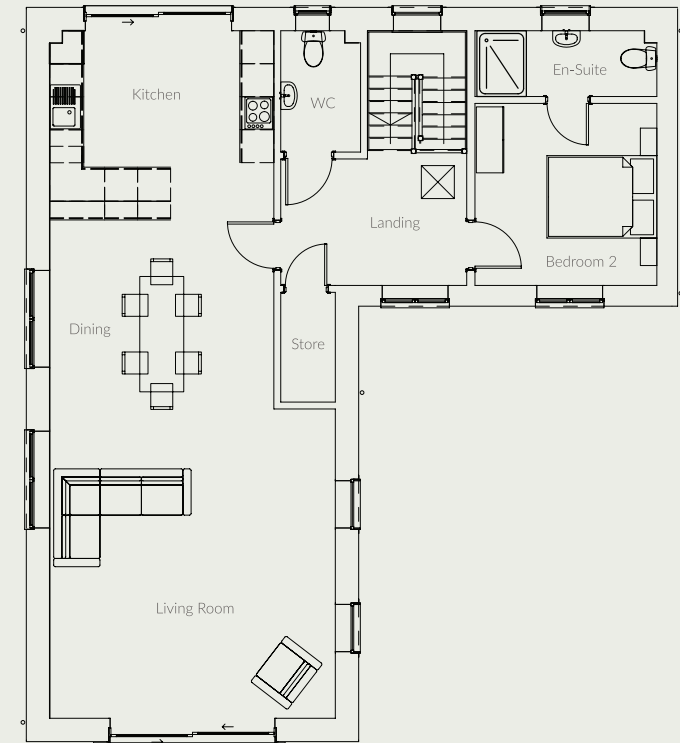 Kitchen
WC
En-Suite
Landing
Bedroom 2
Dining
Store
Living Room